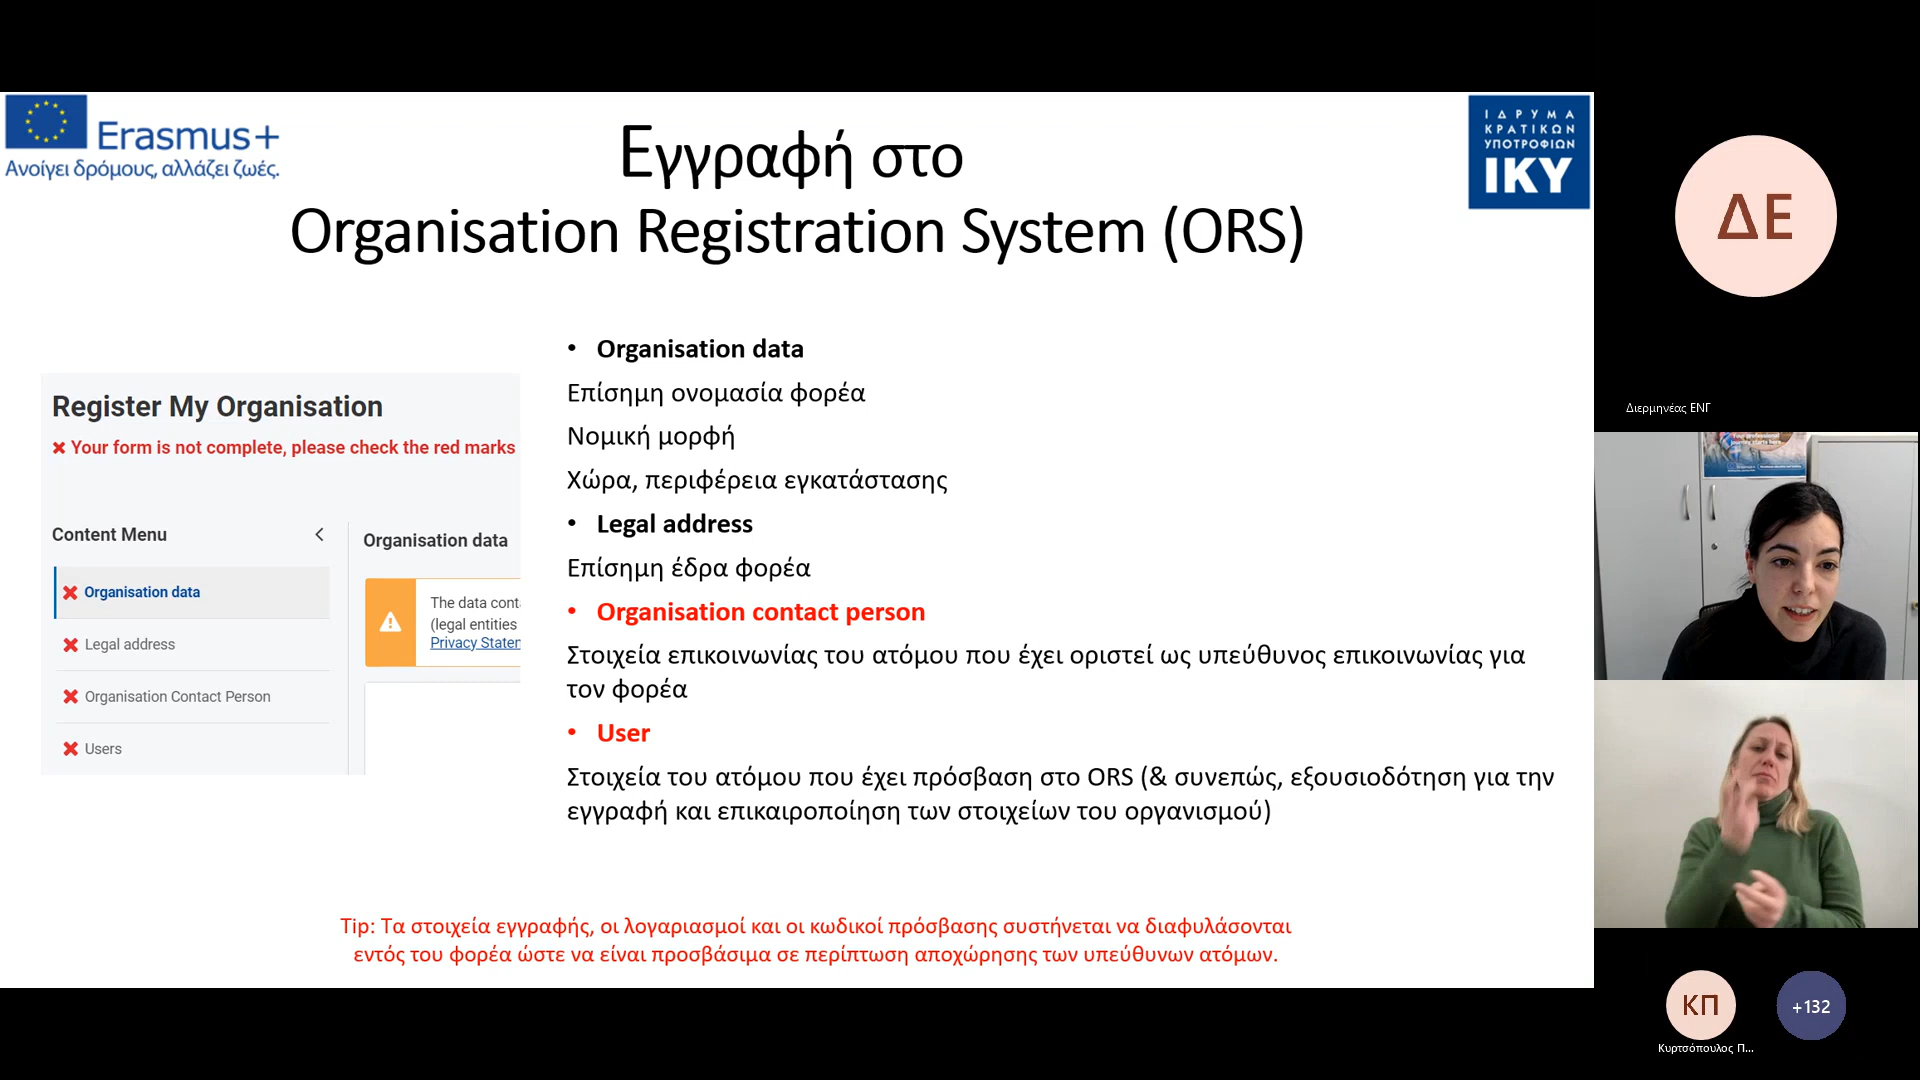 Erasmus+
Ανοίγει δρόμους, αλλάζει ζωές.
Εγγραφή στο
Organisation Registration System (ORS)
ΙΔΡΥΜΑ
ΚΡΑΤΙΚΩΝ
ΥΠΟΤΡΟΦΙΩΝ
ΙΚΥ
Register My Organisation
Your form is not complete, please check the red marks
Content Menu
Organisation data
Legal address
Organisation Contact Person
Users
Organisation data
The data
(legal entities
Privacy
• Organisation data
Επίσημη ονομασία φορέα
Νομική μορφή
Χώρα, περιφέρεια εγκατάστασης
• Legal address
Επίσημη έδρα φορέα
• Organisation contact person
Στοιχεία επικοινωνίας του ατόμου που έχει οριστεί ως υπεύθυνος επικοινωνίας για
τον φορέα
• User
Στοιχεία του ατόμου που έχει πρόσβαση στο ORS (& συνεπώς, εξουσιοδότηση για την
εγγραφή και επικαιροποίηση των στοιχείων του οργανισμού)
Tip: Τα στοιχεία εγγραφής, οι λογαριασμοί και οι κωδικοί πρόσβασης συστήνεται να διαφυλάσονται
εντός του φορέα ώστε να είναι προσβάσιμα σε περίπτωση αποχώρησης των υπεύθυνων ατόμων.
ΔΕ
Διερμηνέας ΕΝΓ
ΚΠ
Κυρτσόπουλος Π...
+132